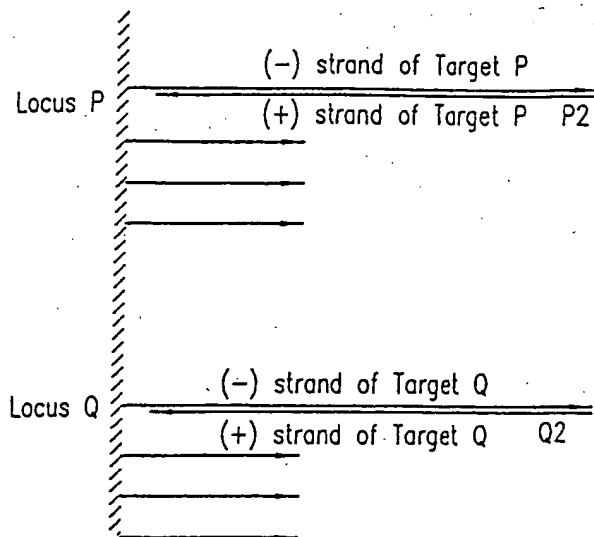 (-) strand of Target P
Locus P
(+) strand of Target P P2
(-) strand of Target Q
Locus Q
(+) strand of Target Q Q2